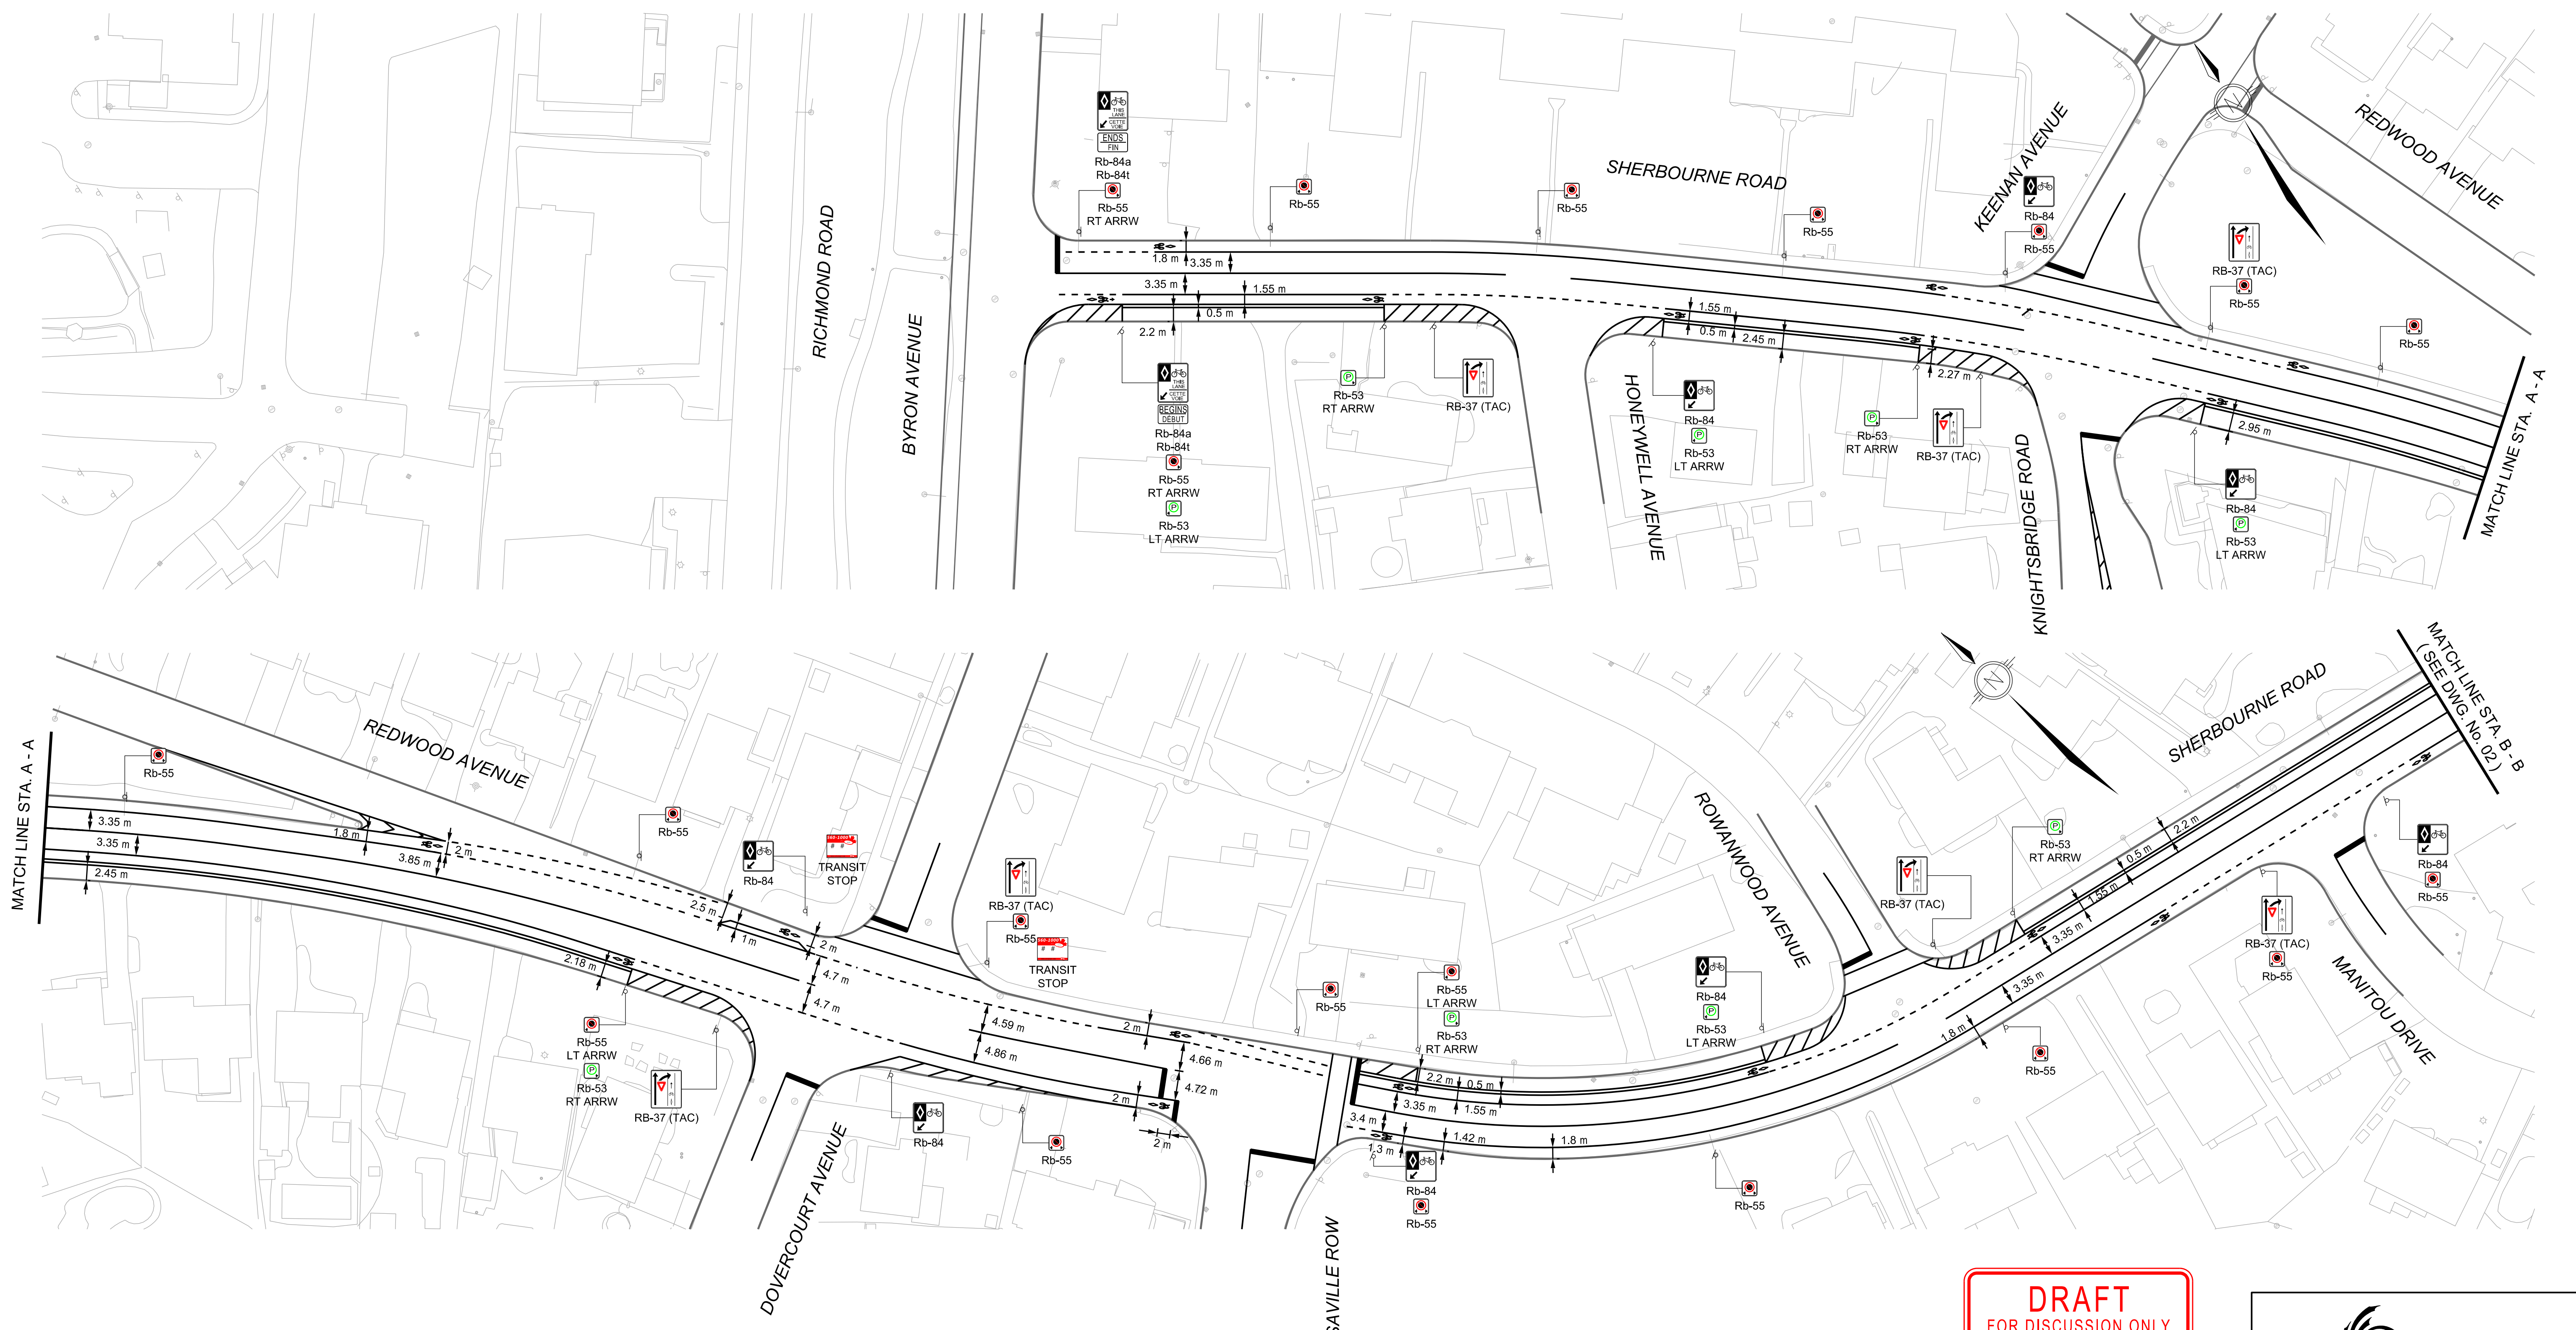 THIS
LANE
CETTE
VOIE
ENDS
FIN
Rb-84a
Rb-84t
Rb-55
RT ARRW
Rb-55
Rb-55
SHERBOURNE ROAD
Rb-55
KEENAN AVENUE
Rb-84
Rb-55
REDWOOD AVENUE
N
RB-37 (TAC)
Rb-55
Rb-55
RICHMOND ROAD
BYRON AVENUE
1.8 m
3.35 m
3.35 m
1.55 m
0.5 m
2.2 m
THIS
LANE
CETTE
VOIE
BEGINS
DÉBUT
Rb-84a
Rb-84t
Rb-55
RT ARRW
P
Rb-53
LT ARRW
P
Rb-53
RT ARRW
RB-37 (TAC)
HONEYWELL AVENUE
1.55 m
0.5 m
2.45 m
Rb-84
P
Rb-53
LT ARRW
P
Rb-53
RT ARRW
2.27 m
RB-37 (TAC)
KNIGHTSBRIDGE ROAD
2.95 m
Rb-84
P
Rb-53
LT ARRW
MATCH LINE STA. A - A
MATCH LINE STA. A - A
Rb-55
REDWOOD AVENUE
3.35 m
3.35 m
2.45 m
1.8 m
3.85 m
2 m
Rb-55
Rb-84
TRANSIT
STOP
2.5 m
1 m
2 m
4.7 m
4.7 m
2.18 m
Rb-55
LT ARRW
P
Rb-53
RT ARRW
RB-37 (TAC)
DOVERCOURT AVENUE
Rb-84
RB-37 (TAC)
Rb-55
TRANSIT
STOP
4.59 m
4.86 m
2 m
4.66 m
4.72 m
2 m
2 m
Rb-55
SAVILLE ROW
Rb-55
Rb-55
LT ARRW
P
Rb-53
RT ARRW
2.2 m
0.5 m
3.35 m
1.55 m
3.4 m
1.3 m
1.42 m
1.8 m
Rb-84
Rb-55
Rb-84
P
Rb-53
LT ARRW
ROWANWOOD AVENUE
Rb-55
RB-37 (TAC)
P
Rb-53
RT ARRW
N
SHERBOURNE ROAD
2.2 m
0.5 m
1.55 m
3.35 m
3.35 m
1.8 m
Rb-55
RB-37 (TAC)
Rb-55
MANITOU DRIVE
Rb-84
Rb-55
MATCH LINE STA. B - B
( SEE DWG. No. 02 )
DRAFT
FOR DISCUSSION ONLY